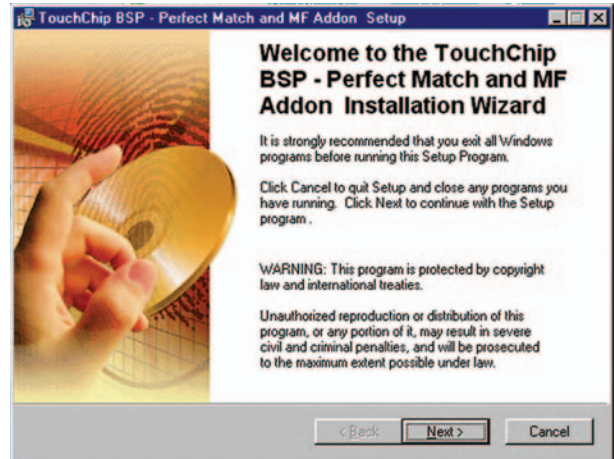 TouchChip BSP - Perfect Match and MF Addon Setup
Welcome to the TouchChip
BSP - Perfect Match and MF
Addon Installation Wizard
It is strongly recommended that you exit all Windows
programs before running this Setup Program.
Click Cancel to quit Setup and close any programs you
have running. Click Next to continue with the Setup
program .
WARNING: This program is protected by copyright
law and international treaties.
Unauthorized reproduction or distribution of this
program, or any portion of it, may result in severe
civil and criminal penalties, and will be prosecuted
to the maximum extent possible under law.
< Back Next > Cancel